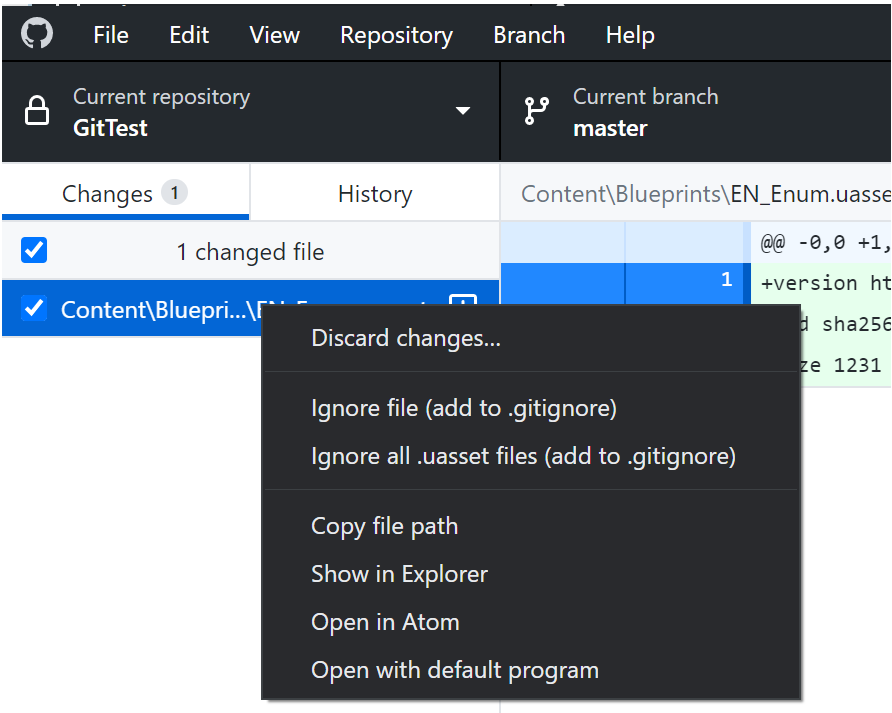 File Edit View Repository Branch Help
Current repository
GitTest
Current branch
master
Changes 1
History
Content\Blueprints\EN_Enum.uasse
1 changed file
@@ -0,0 +1,
Content\Bluepri...\
1
+version ht
sha256
1231
Discard changes...
Ignore file (add to .gitignore)
Ignore all .uasset files (add to .gitignore)
Copy file path
Show in Explorer
Open in Atom
Open with default program